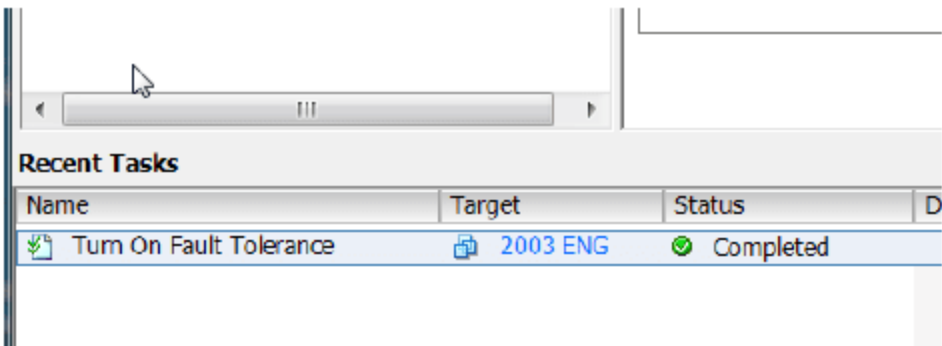 Recent Tasks
Name Target Status D
Turn On Fault Tolerance 2003 ENG Completed